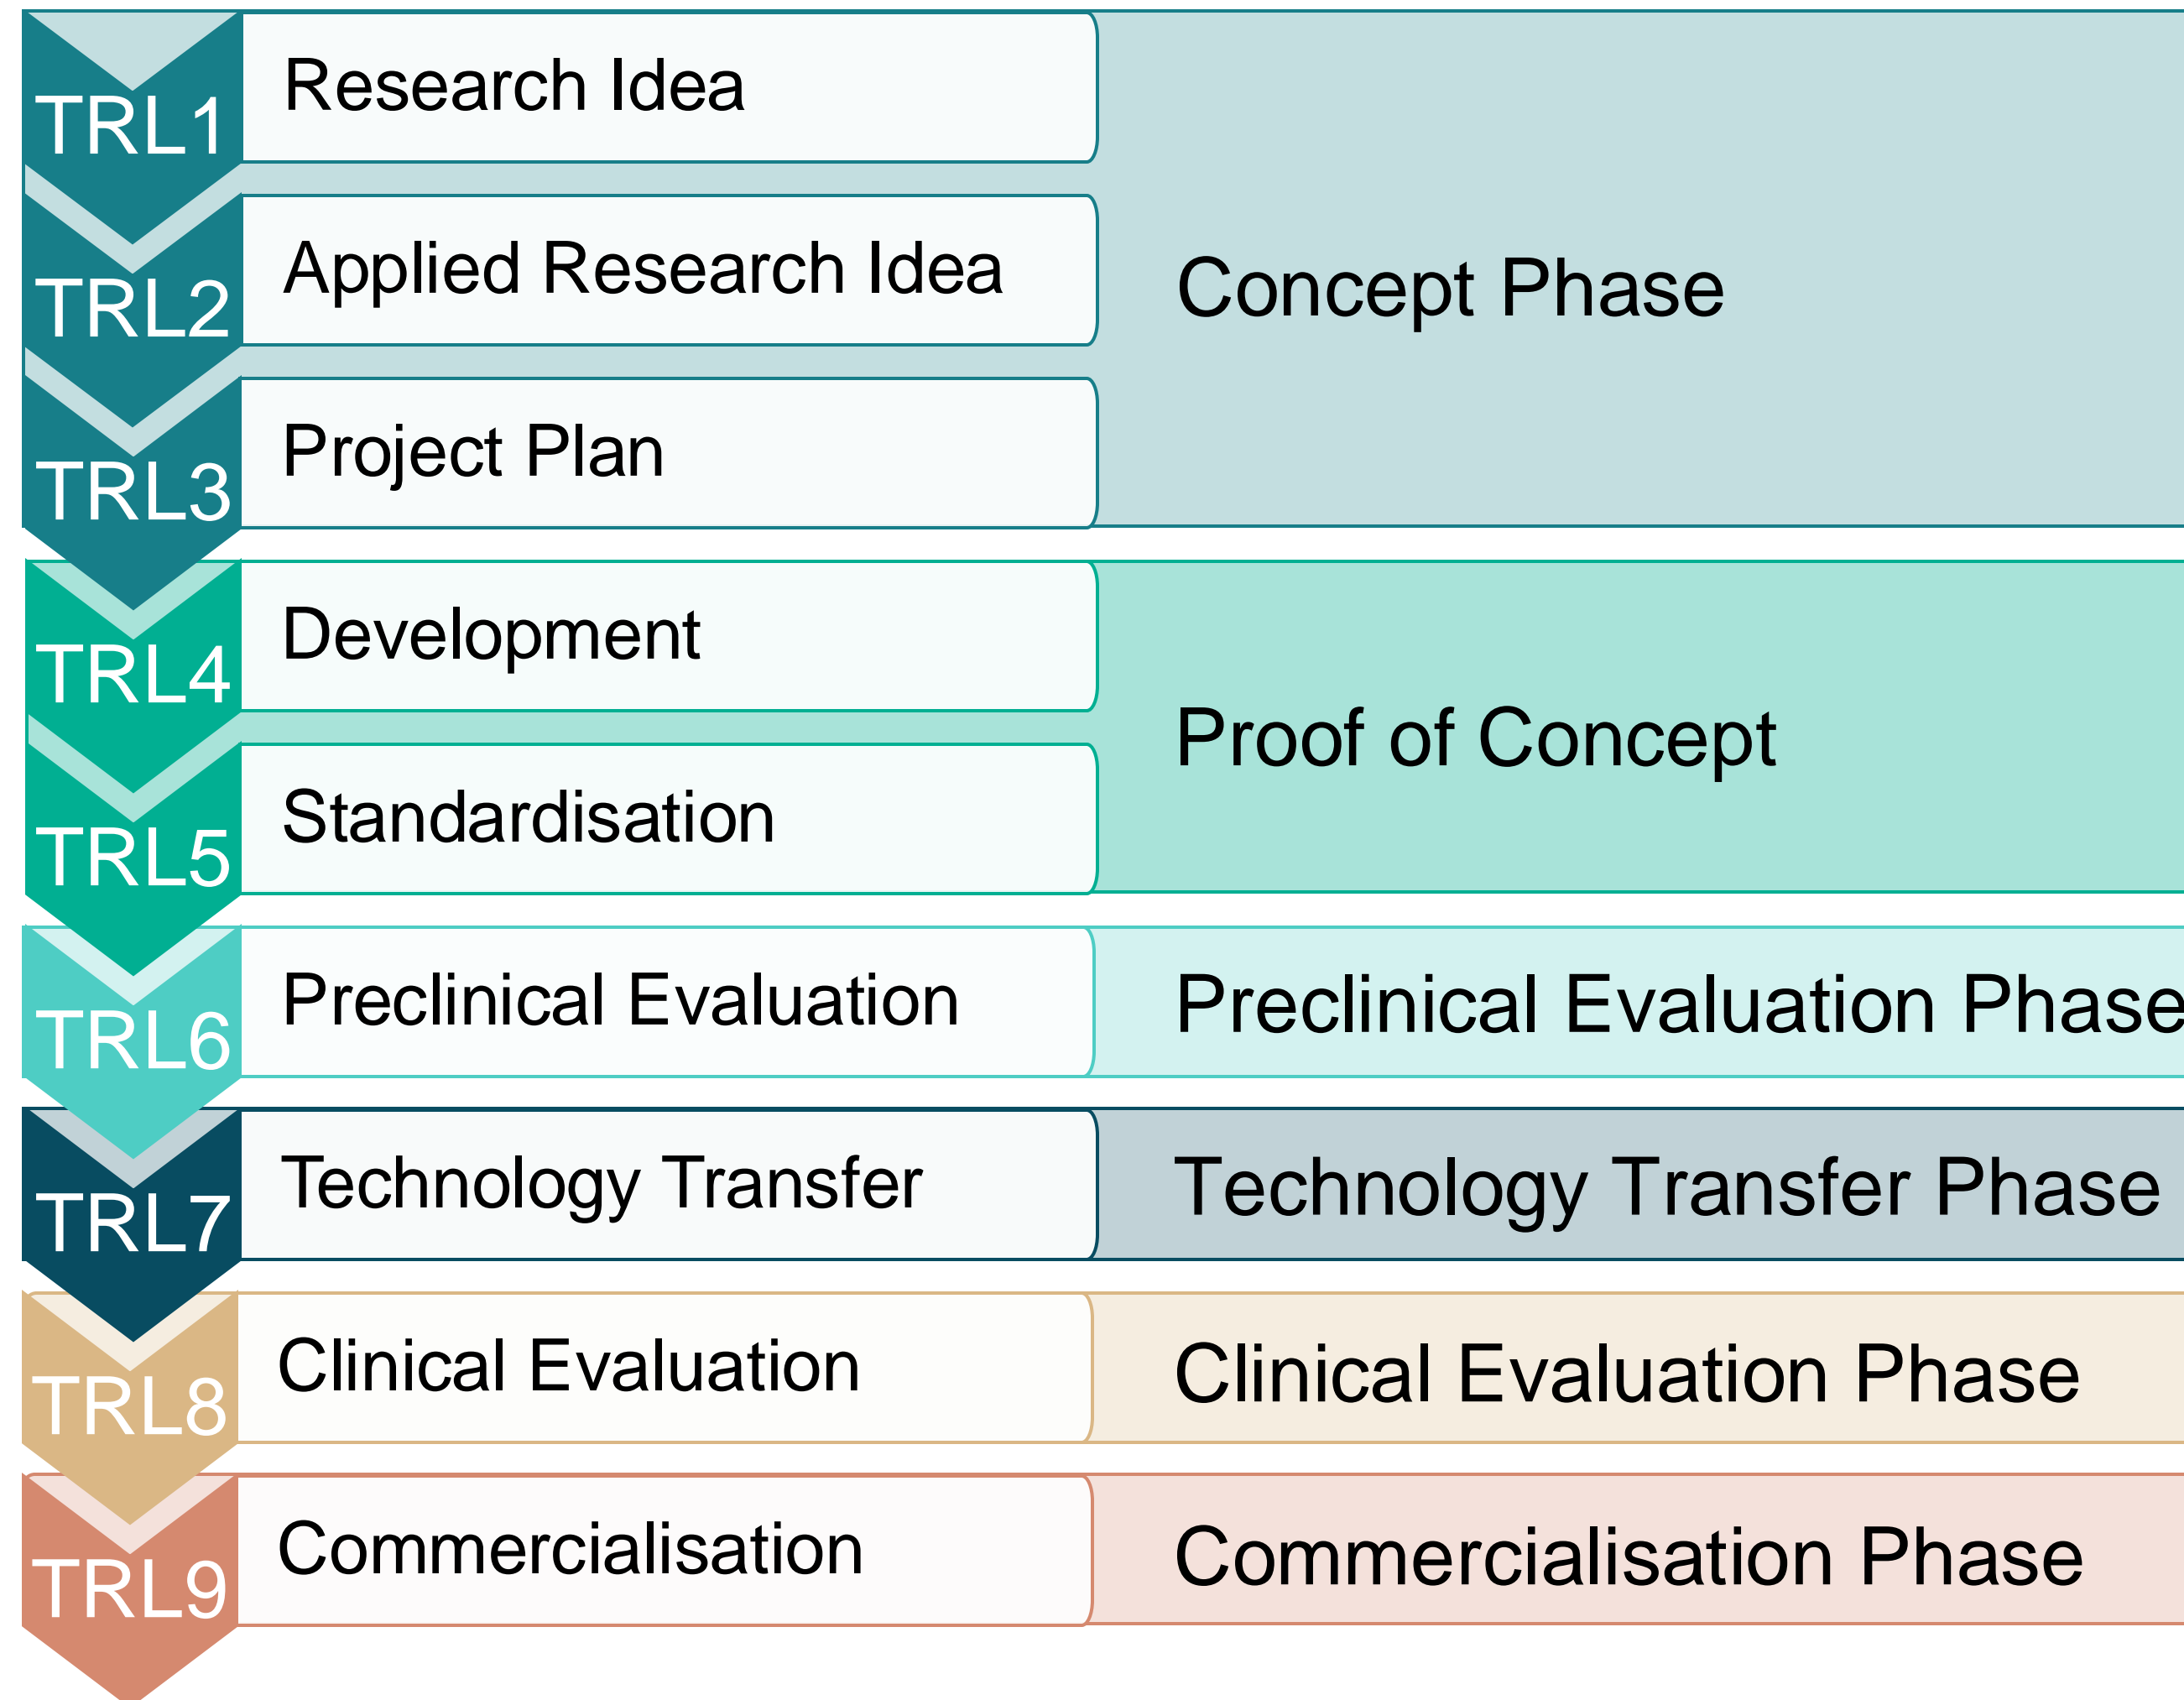 TRL1
Research Idea
TRL2
Applied Research Idea
Concept Phase
TRL3
Project Plan
TRL4
Development
Proof of Concept
TRL5
Standardisation
TRL6
Preclinical Evaluation
Preclinical Evaluation Phase
TRL7
Technology Transfer
Technology Transfer Phase
TRL8
Clinical Evaluation
Clinical Evaluation Phase
TRL9
Commercialisation
Commercialisation Phase